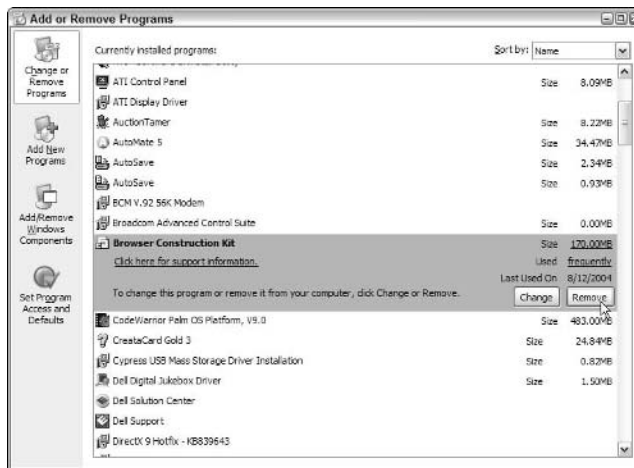 Add or Remove Programs
Change or
Remove
Programs
Add New
Programs
Add/Remove
Windows
Components
Set Program
Access and
Defaults
Currently installed programs:
Sort by: Name
ATI Control Panel Size 8.09MB
ATI Display Driver
AuctionTamer Size 8.22MB
AutoMate 5 Size 34.47MB
AutoSave Size 2.34MB
AutoSave Size 0.93MB
BCM V.92 56K Modem
Broadcom Advanced Control Suite Size 0.00MB
Browser Construction Kit Size 170.00MB
Click here for support information. Used frequently
Last Used On 8/12/2004
To change this program or remove it from your computer, click Change or Remove. Change Remove
CodeWarrior Palm OS Platform, V9.0 Size 483.00MB
CreataCard Gold 3 Size 24.84MB
Cypress USB Mass Storage Driver Installation Size 0.82MB
Dell Digital Jukebox Driver Size 1.50MB
Dell Solution Center
Dell Support
DirectX 9 Hotfix - KB839643